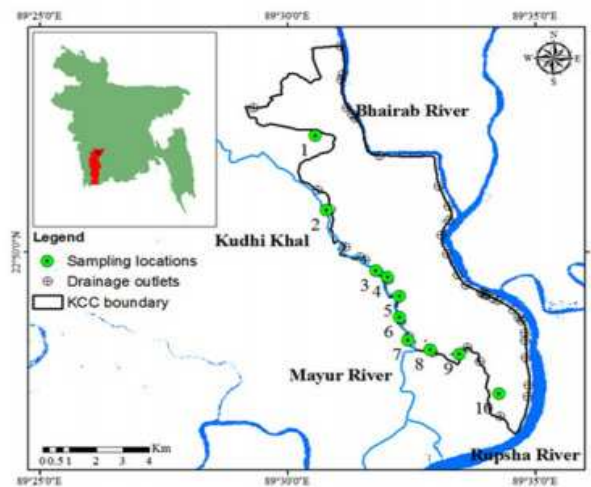 89°25'0"E 89°30'0"E 89°35'0"E
N
W E
S
Bhairab River
1
2
Kudhi Khal
Legend
Sampling locations
Drainage outlets
KCC boundary
22°50'0"N
3
4
5
6
7
8
9
10
Mayur River
Rupsha River
Km
0 0.5 1 2 3 4
89°25'0"E 89°30'0"E 89°35'0"E